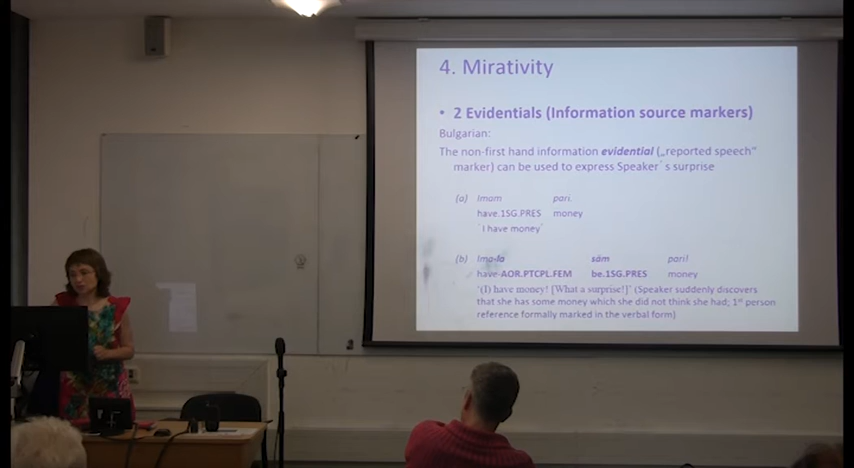 4. Mirativity
• 2 Evidentials (Information source markers)
Bulgarian:
The non-first hand information evidential („reported speech"
marker) can be used to express Speaker´s surprise
(a) Imam pari.
have.1SG.PRES money
`I have money´
(b) Ima-la săm pari!
have-AOR.PTCPL.FEM be.1SG.PRES money
'(I) have money! [What a surprise!]' (Speaker suddenly discovers
that she has some money which she did not think she had; 1st person
reference formally marked in the verbal form)